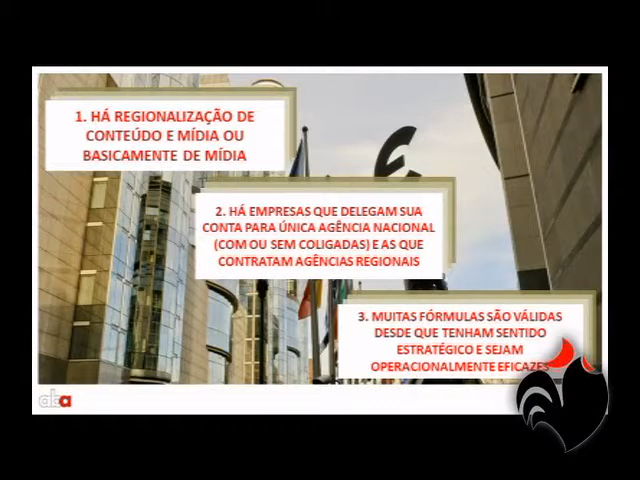 1. HÁ REGIONALIZAÇÃO DE
CONTEÚDO E MÍDIA OU
BASICAMENTE DE MÍDIA
2. HÁ EMPRESAS QUE DELEGAM SUA
CONTA PARA ÚNICA AGÊNCIA NACIONAL
(COM OU SEM COLIGADAS) E AS QUE
CONTRATAM AGÊNCIAS REGIONAIS
3. MUITAS FÓRMULAS SÃO VÁLIDAS
DESDE QUE TENHAM SENTIDO
ESTRATÉGICO E SEJAM
OPERACIONALMENTE EFICAZES
aba